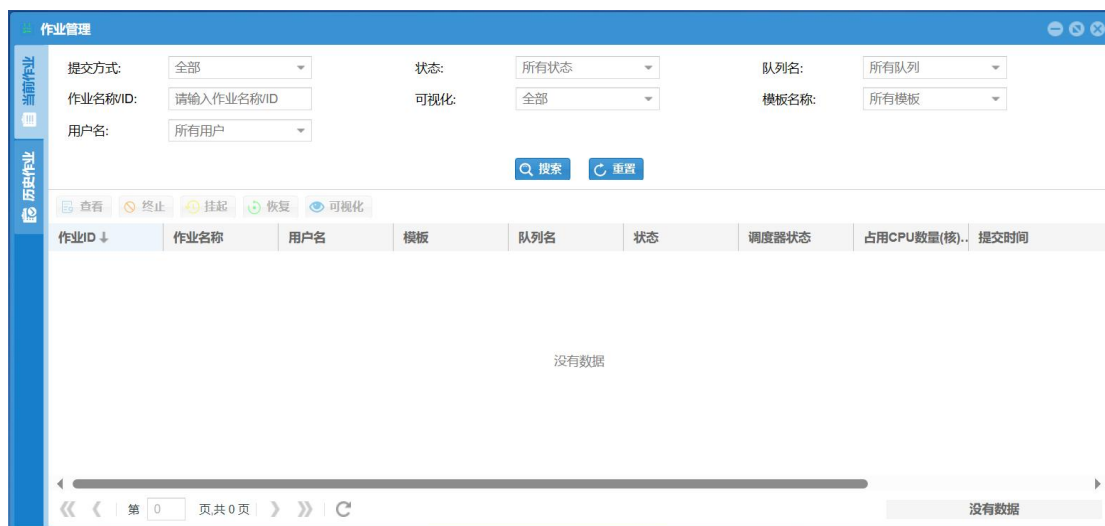 作业管理
当前作业
历史作业
提交方式: 全部 状态: 所有状态 队列名: 所有队列
作业名称/ID: 请输入作业名称/ID 可视化: 全部 模板名称: 所有模板
用户名: 所有用户
搜索 重置
查看 终止 挂起 恢复 可视化
作业ID↓ 作业名称 用户名 模板 队列名 状态 调度器状态 占用CPU数量(核).. 提交时间
没有数据
第 0 页,共 0 页 没有数据